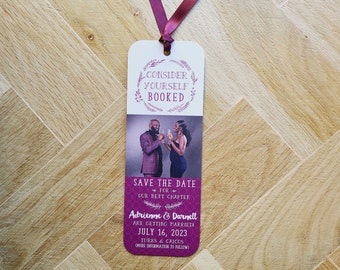 CONSIDER
YOURSELF
BOOKED
SAVE THE DATE
FOR
OUR NEXT CHAPTER
Adrienne & Darnell
ARE GETTING MARRIED!
JULY 16, 2023
TURKS & CAICOS
(MORE INFORMATION TO FOLLOW)